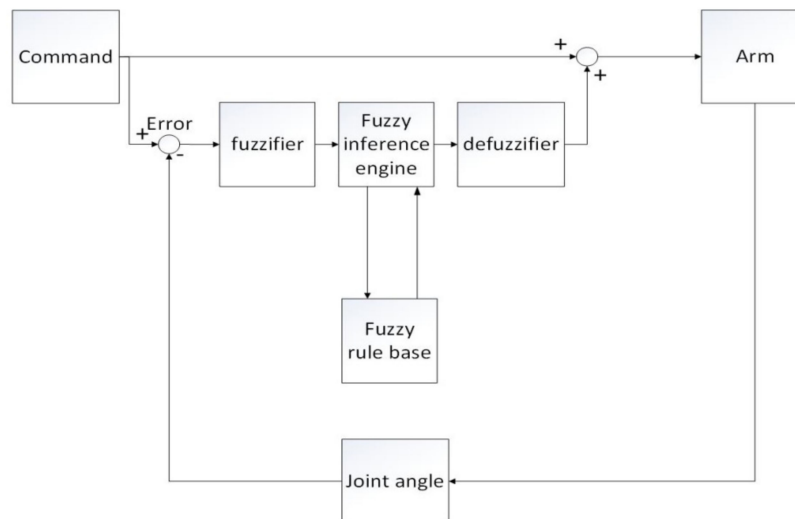 Command
+
+
Arm
Error
+
-
fuzzifier
Fuzzy
inference
engine
defuzzifier
Fuzzy
rule base
Joint angle